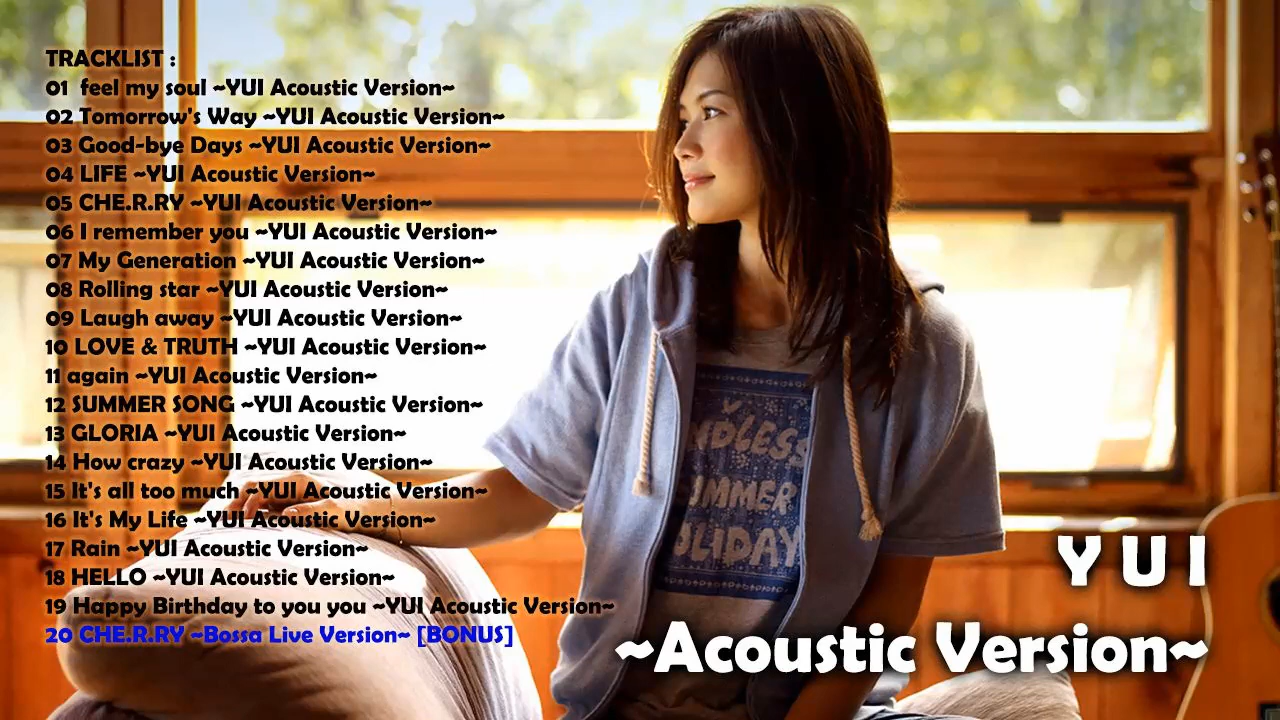 TRACKLIST :
01 feel my soul ~YUI Acoustic Version~
02 Tomorrow's Way ~YUI Acoustic Version~
03 Good-bye Days ~YUI Acoustic Version~
04 LIFE ~YUI Acoustic Version~
05 CHE.R.RY ~YUI Acoustic Version~
06 I remember you ~YUI Acoustic Version~
07 My Generation ~YUI Acoustic Version~
08 Rolling star ~YUI Acoustic Version~
09 Laugh away ~YUI Acoustic Version~
10 LOVE & TRUTH ~YUI Acoustic Version~
11 again ~YUI Acoustic Version~
12 SUMMER SONG ~YUI Acoustic Version~
13 GLORIA ~YUI Acoustic Version~
14 How crazy ~YUI Acoustic Version~
15 It's all too much ~YUI Acoustic Version~
16 It's My Life ~YUI Acoustic Version~
17 Rain ~YUI Acoustic Version~
18 HELLO ~YUI Acoustic Version~
19 Happy Birthday to you you ~YUI Acoustic Version~
20 CHE.R.RY ~Bossa Live Version~ [BONUS]
NDLESS
UMMER
OLIDAY
Y U I
~Acoustic Version~